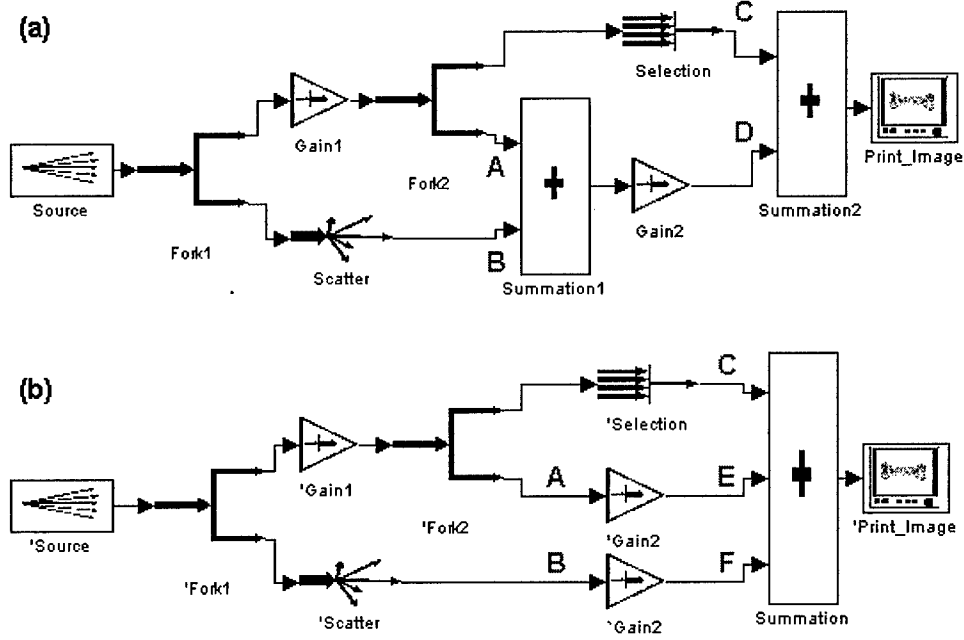 (a)
C
Selection
Gain1
D
Print_Image
A
Fork2
Source
Summation2
Gain2
Fork1
B
Scatter
Summation1
(b)
C
'Selection
'Gain1
A
E
'Print_Image
'Fork2
'Source
'Gain2
B
F
'Fork1
'Scatter
'Gain2
Summation